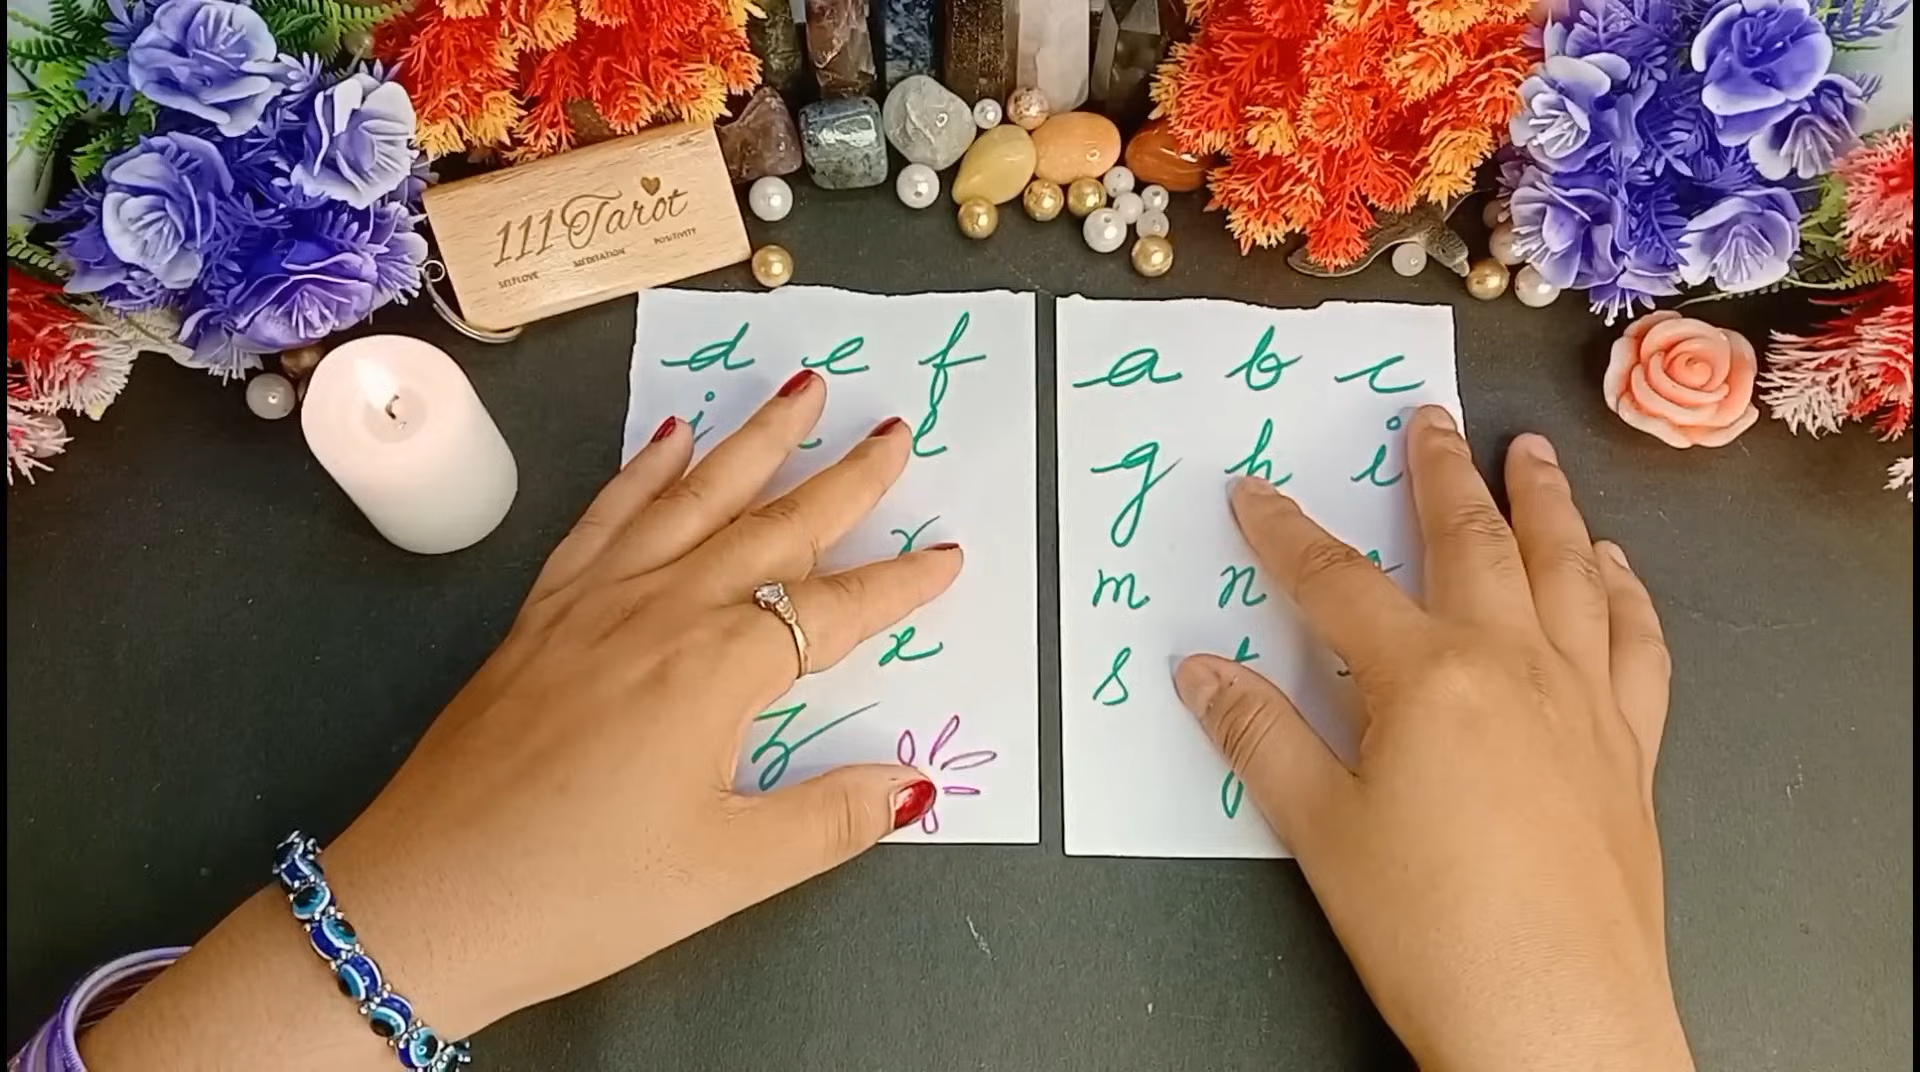 111 Tarot
SELFLOVE MEDITATION POSITIVITY
d e f
j l
r
x
z
a b c
g h i
m n o
s t
y